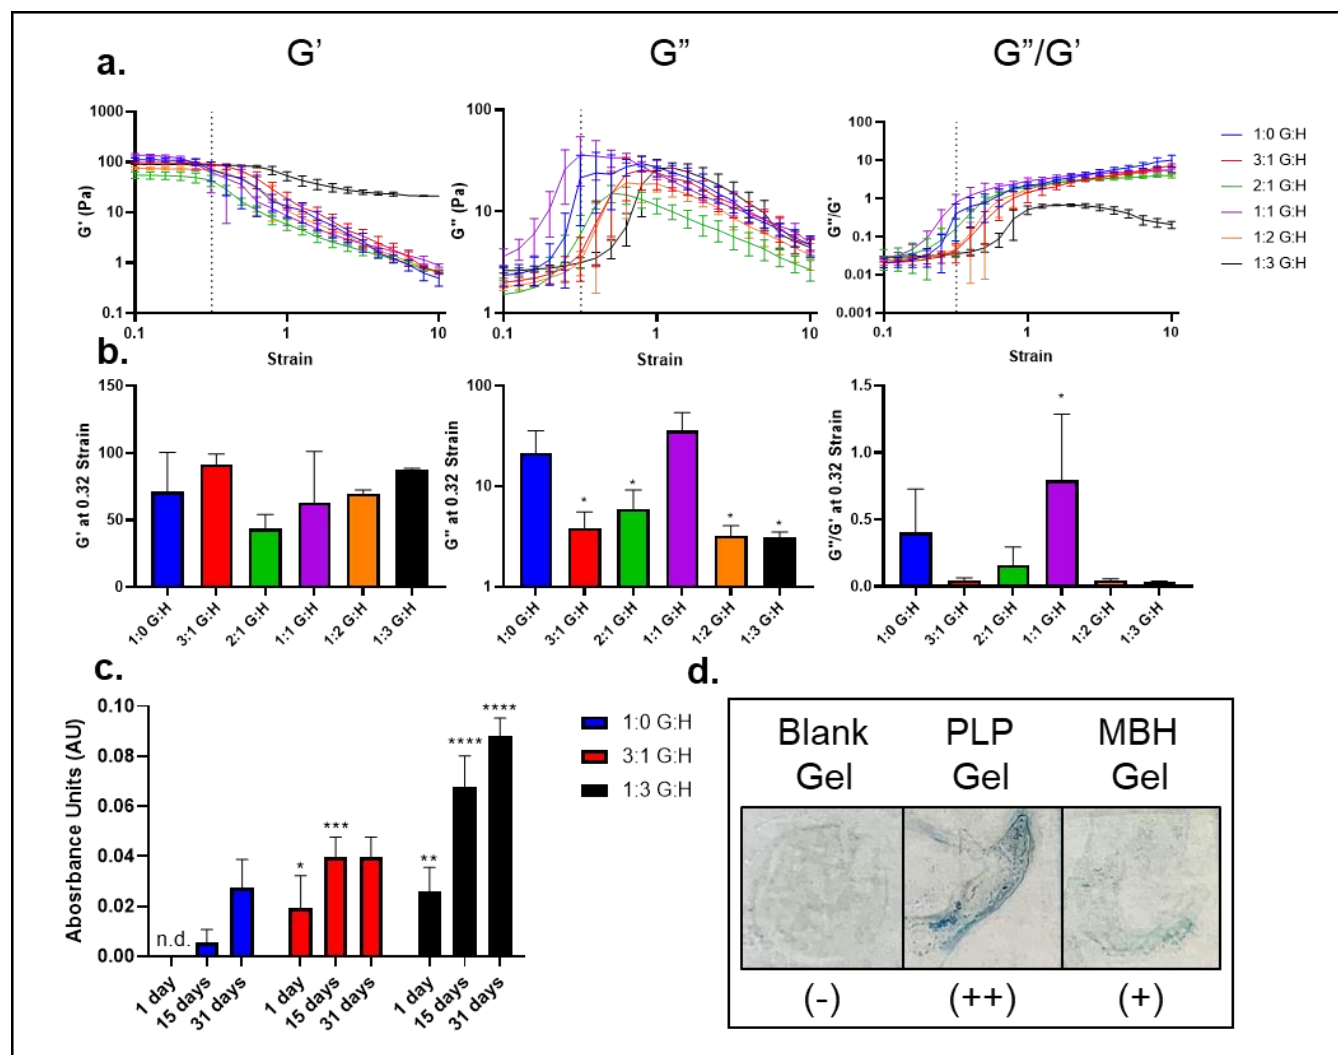 a.
G’
G”
G”/G’
G' (Pa)
1000
100
10
1
0.1
0.1
1
10
Strain
G'' (Pa)
100
10
1
0.1
1
10
Strain
G''/G'
100
10
1
0.1
0.01
0.001
0.1
1
10
Strain
1:0 G:H
3:1 G:H
2:1 G:H
1:1 G:H
1:2 G:H
1:3 G:H
b.
G' at 0.32 Strain
150
100
50
0
1:0 G:H
3:1 G:H
2:1 G:H
1:1 G:H
1:2 G:H
1:3 G:H
G'' at 0.32 Strain
100
10
1
*
*
*
*
1:0 G:H
3:1 G:H
2:1 G:H
1:1 G:H
1:2 G:H
1:3 G:H
G''/G' at 0.32 Strain
1.5
1.0
0.5
0.0
*
1:0 G:H
3:1 G:H
2:1 G:H
1:1 G:H
1:2 G:H
1:3 G:H
c.
Abosrbance Units (AU)
0.10
0.08
0.06
0.04
0.02
0.00
n.d.
*
***
**
****
****
1 day
15 days
31 days
1 day
15 days
31 days
1 day
15 days
31 days
1:0 G:H
3:1 G:H
1:3 G:H
d.
Blank
Gel
PLP
Gel
MBH
Gel
(-)
(++)
(+)